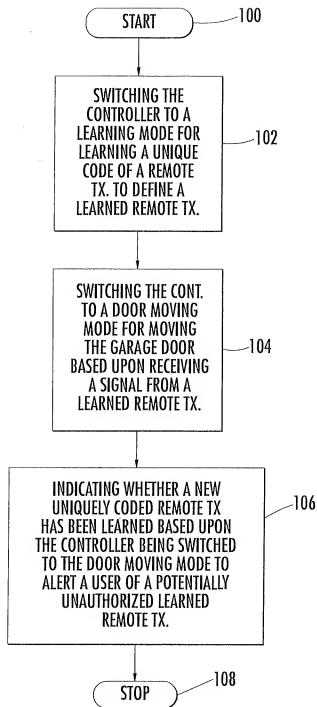 START
100
SWITCHING THE
CONTROLLER TO A
LEARNING MODE FOR
LEARNING A UNIQUE
CODE OF A REMOTE
TX. TO DEFINE A
LEARNED REMOTE TX.
102
SWITCHING THE CONT.
TO A DOOR MOVING
MODE FOR MOVING
THE GARAGE DOOR
BASED UPON RECEIVING
A SIGNAL FROM A
LEARNED REMOTE TX.
104
INDICATING WHETHER A NEW
UNIQUELY CODED REMOTE TX
HAS BEEN LEARNED BASED UPON
THE CONTROLLER BEING SWITCHED
TO THE DOOR MOVING MODE TO
ALERT A USER OF A POTENTIALLY
UNAUTHORIZED LEARNED
REMOTE TX.
106
STOP
108